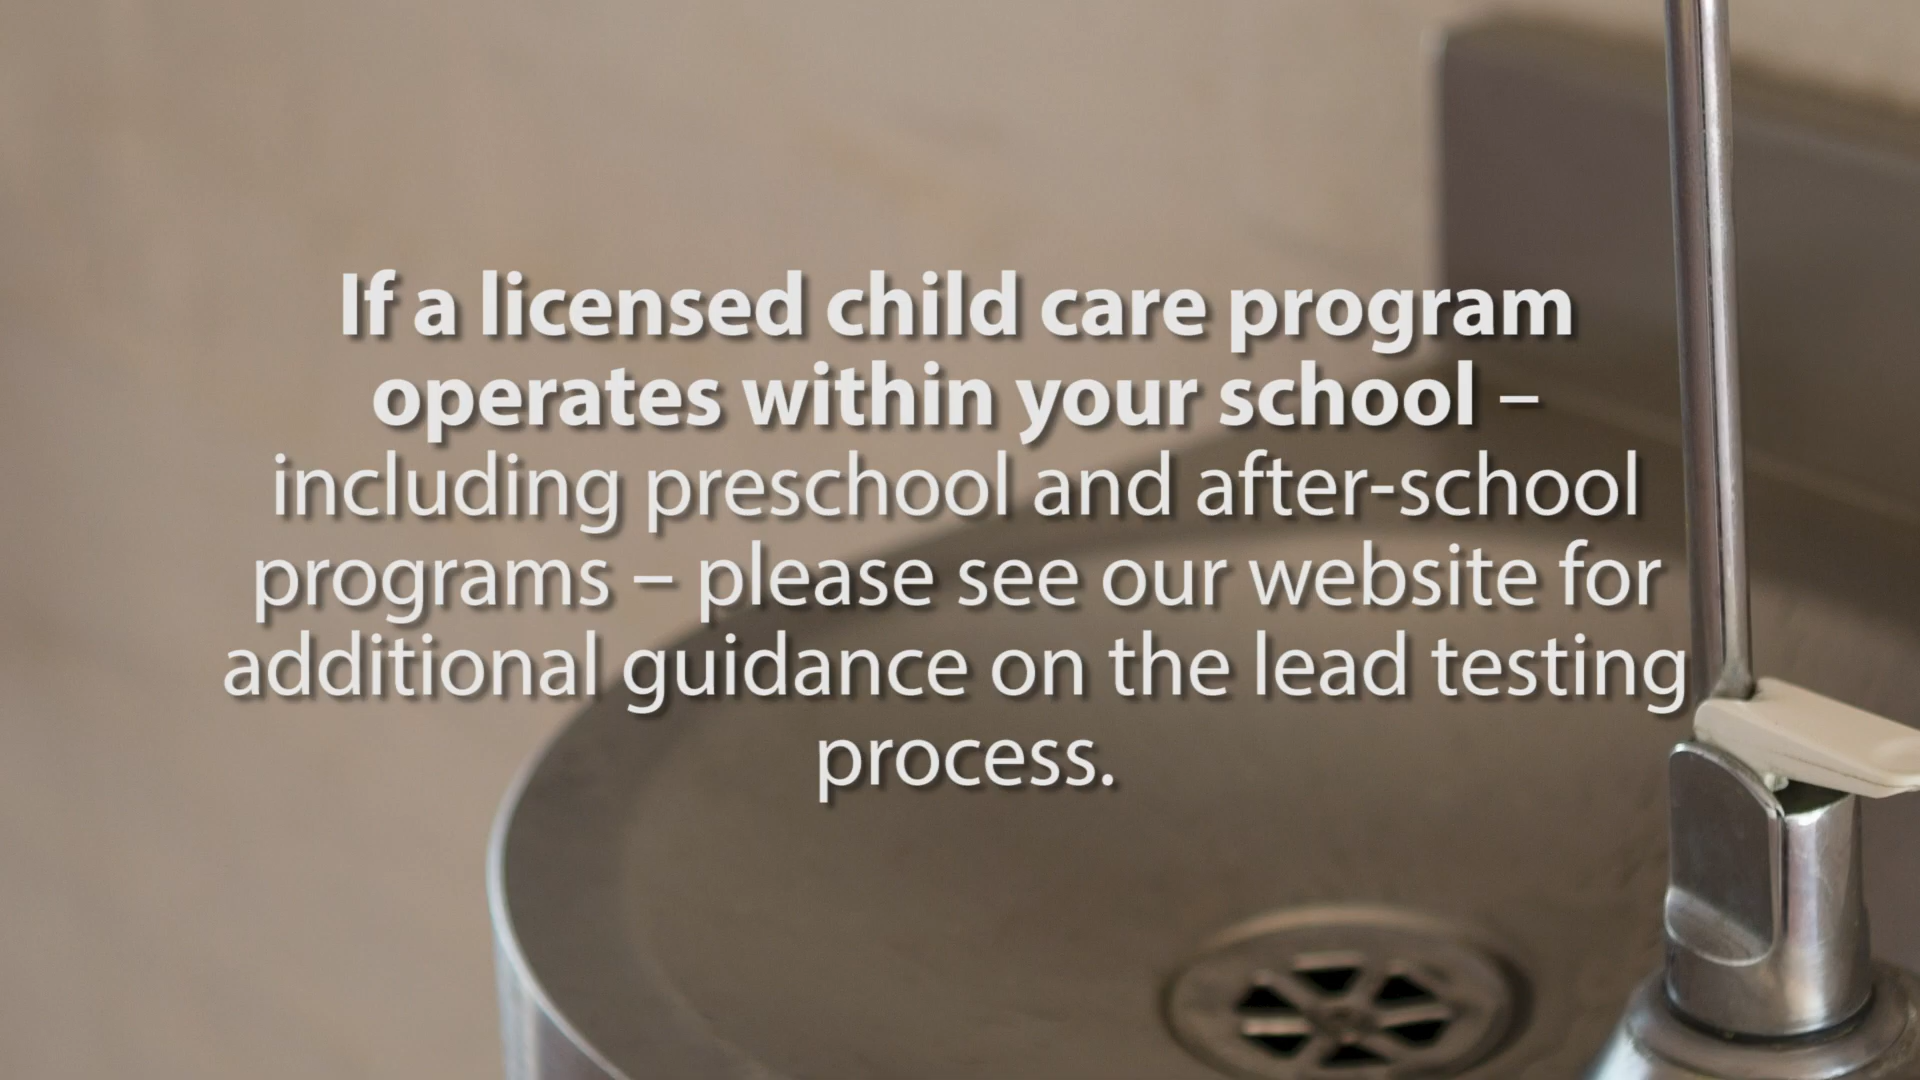 If a licensed child care program
operates within your school –
including preschool and after-school
programs – please see our website for
additional guidance on the lead testing
process.